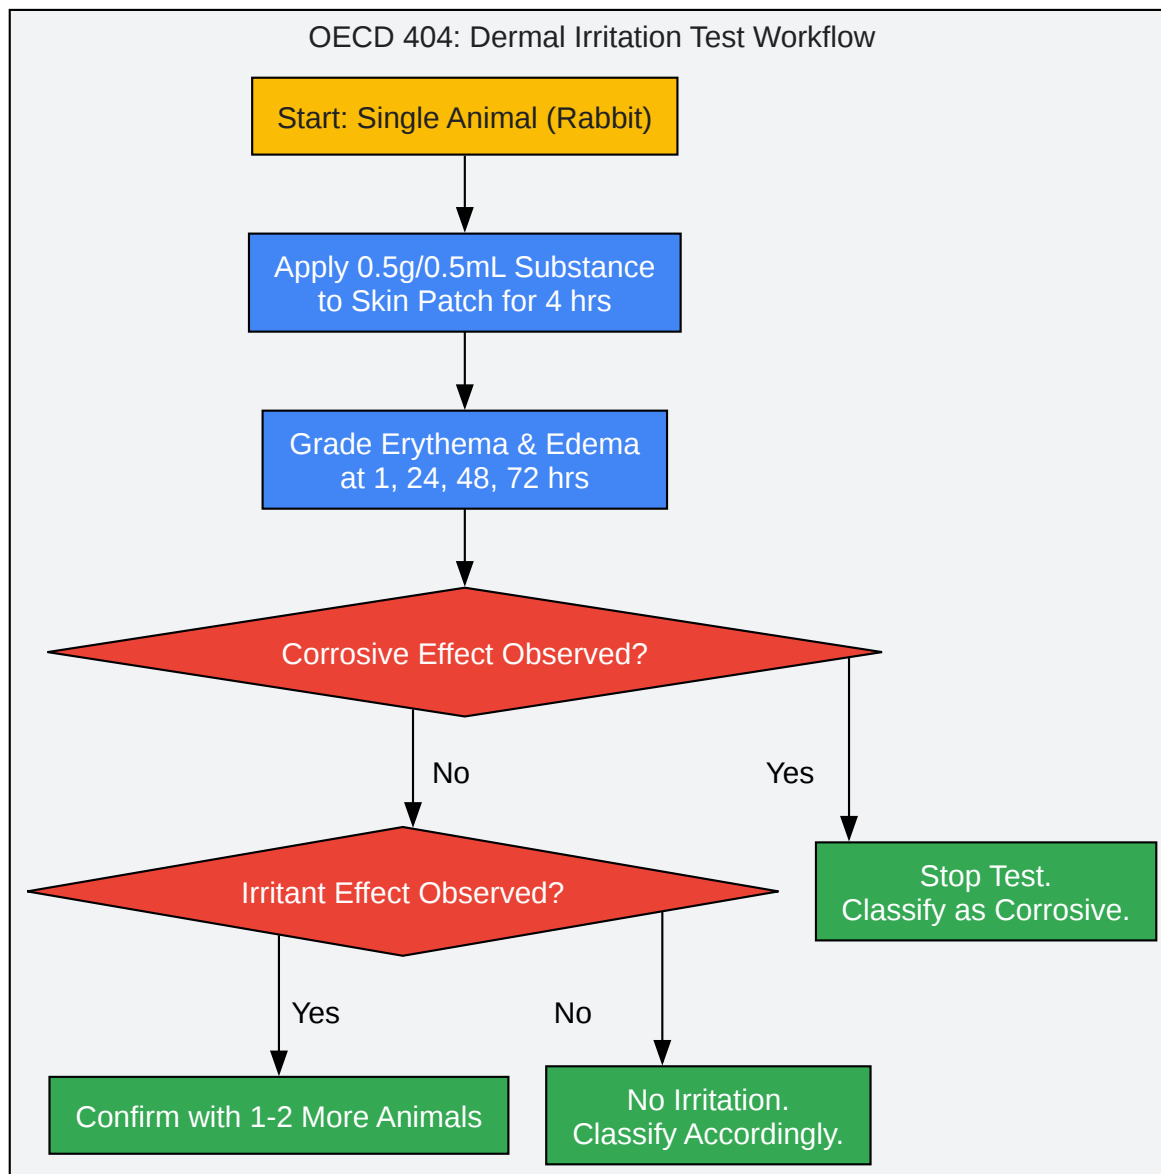 OECD 404: Dermal Irritation Test Workflow
Start: Single Animal (Rabbit)
Apply 0.5g/0.5mL Substance
to Skin Patch for 4 hrs
Grade Erythema & Edema
at 1, 24, 48, 72 hrs
Corrosive Effect Observed?
No
Yes
Irritant Effect Observed?
Stop Test.
Classify as Corrosive.
Yes
No
Confirm with 1-2 More Animals
No Irritation.
Classify Accordingly.